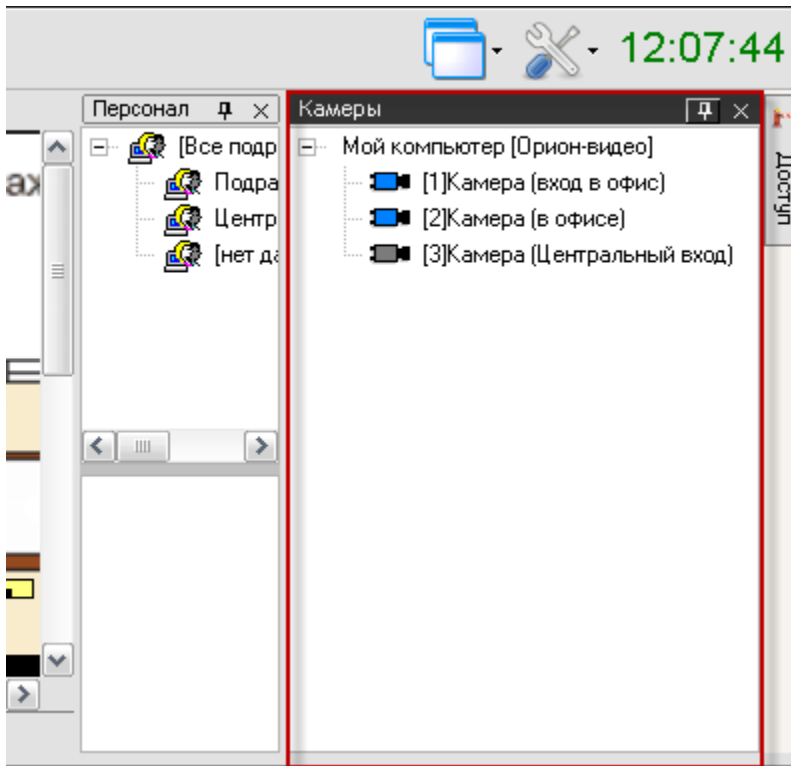 12:07:44
Персонал
Камеры
[Все подр
Подра
Центр
[нет да
Мой компьютер [Орион-видео]
[1]Камера (вход в офис)
[2]Камера (в офисе)
[3]Камера (Центральный вход)
Доступ
ах